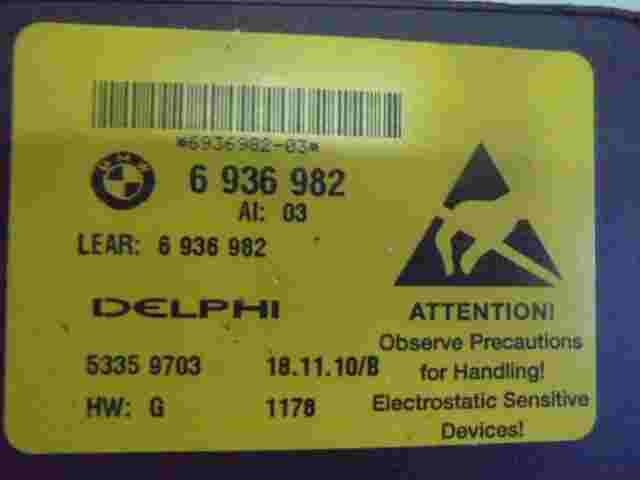 *6936982-03*
BMW
6 936 982
AI: 03
LEAR: 6 936 982
DELPHI
5335 9703 18.11.10/B
HW: G 1178
ATTENTION!
Observe Precautions
for Handling!
Electrostatic Sensitive
Devices!